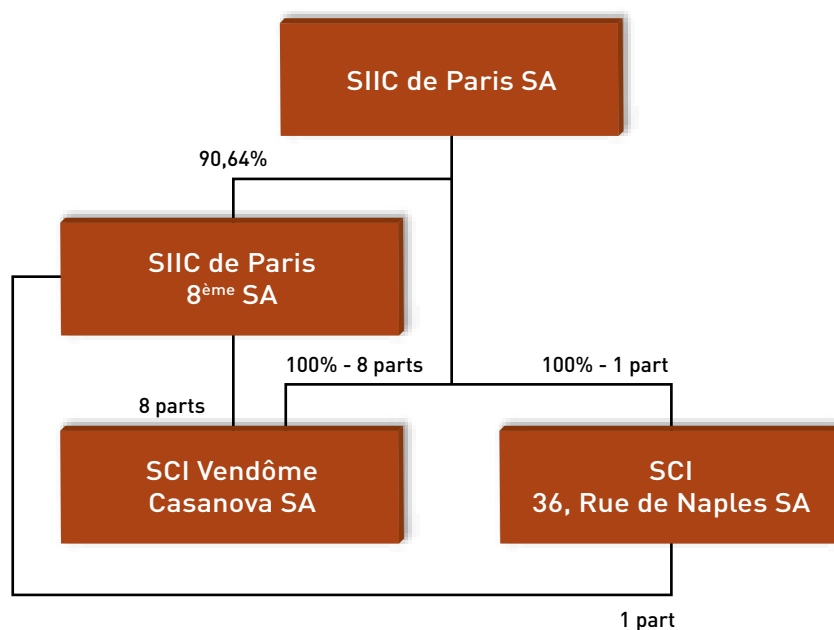 SIIC de Paris SA
90,64%
SIIC de Paris
8ème SA
100% - 8 parts
100% - 1 part
8 parts
SCI Vendôme
Casanova SA
SCI
36, Rue de Naples SA
1 part